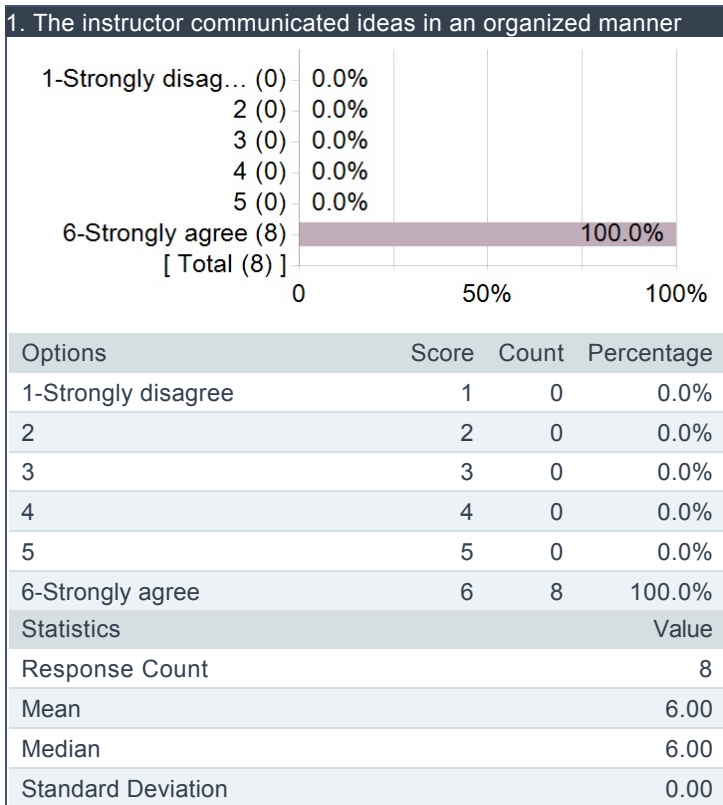 1. The instructor communicated ideas in an organized manner
1-Strongly disag… (0) 0.0%
2 (0) 0.0%
3 (0) 0.0%
4 (0) 0.0%
5 (0) 0.0%
6-Strongly agree (8) 100.0%
[ Total (8) ]
0 50% 100%
Options Score Count Percentage
1-Strongly disagree 1 0 0.0%
2 2 0 0.0%
3 3 0 0.0%
4 4 0 0.0%
5 5 0 0.0%
6-Strongly agree 6 8 100.0%
Statistics Value
Response Count 8
Mean 6.00
Median 6.00
Standard Deviation 0.00